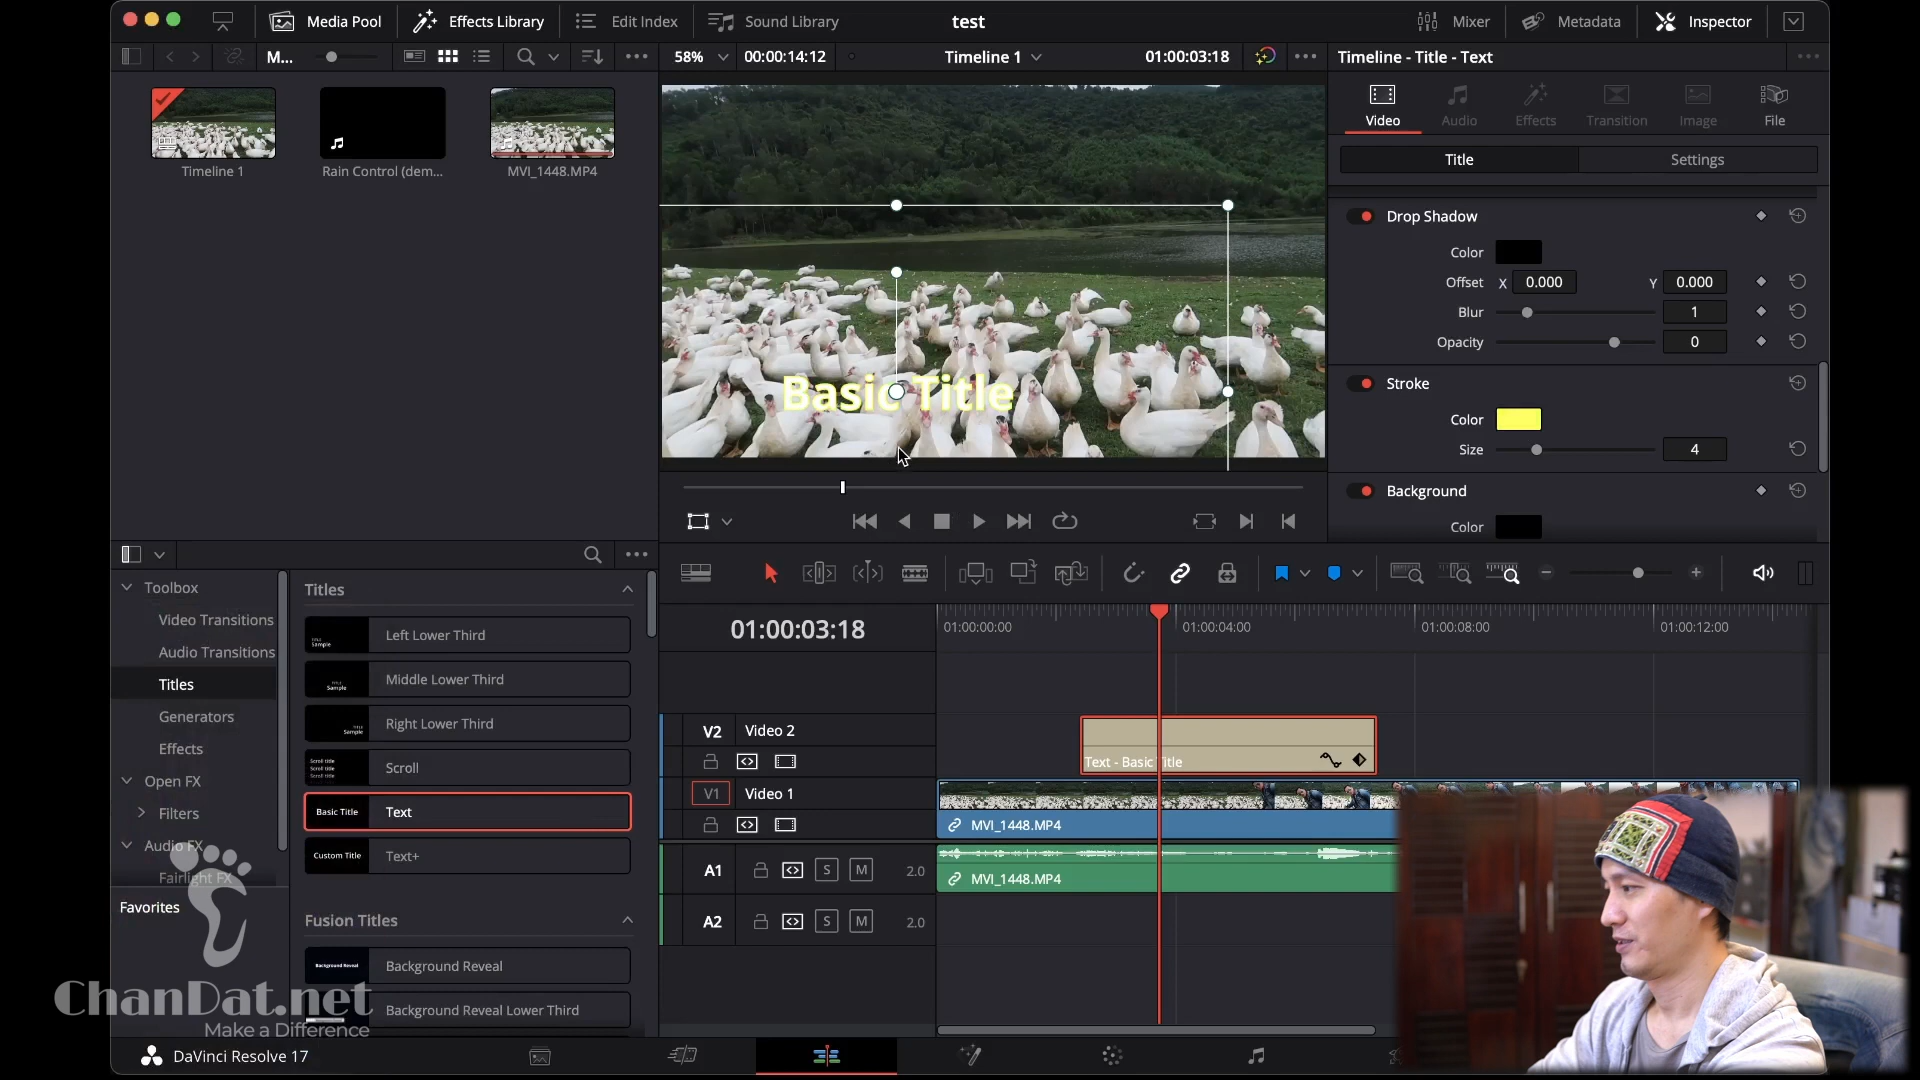 Media Pool
Effects Library
Edit Index
Sound Library
test
Mixer
Metadata
Inspector
M...
58%
00:00:14:12
Timeline 1
01:00:03:18
Timeline - Title - Text
Timeline 1
Rain Control (dem...
MVI_1448.MP4
Basic Title
Video
Audio
Effects
Transition
Image
File
Title
Settings
Drop Shadow
Color
Offset X 0.000 Y 0.000
Blur 1
Opacity 0
Stroke
Color
Size 4
Background
Color
Toolbox
Video Transitions
Audio Transitions
Titles
Generators
Effects
Open FX
Filters
Audio FX
Fairlight FX
Favorites
Titles
Left Lower Third
Middle Lower Third
Right Lower Third
Scroll
Basic Title Text
Custom Title Text+
Fusion Titles
Background Reveal Background Reveal
Background Reveal Lower Third
01:00:03:18
01:00:00:00
01:00:04:00
01:00:08:00
01:00:12:00
V2 Video 2
Text - Basic Title
V1 Video 1
MVI_1448.MP4
A1 S M 2.0
MVI_1448.MP4
A2 S M 2.0
ChanDat.net
Make a Difference
DaVinci Resolve 17